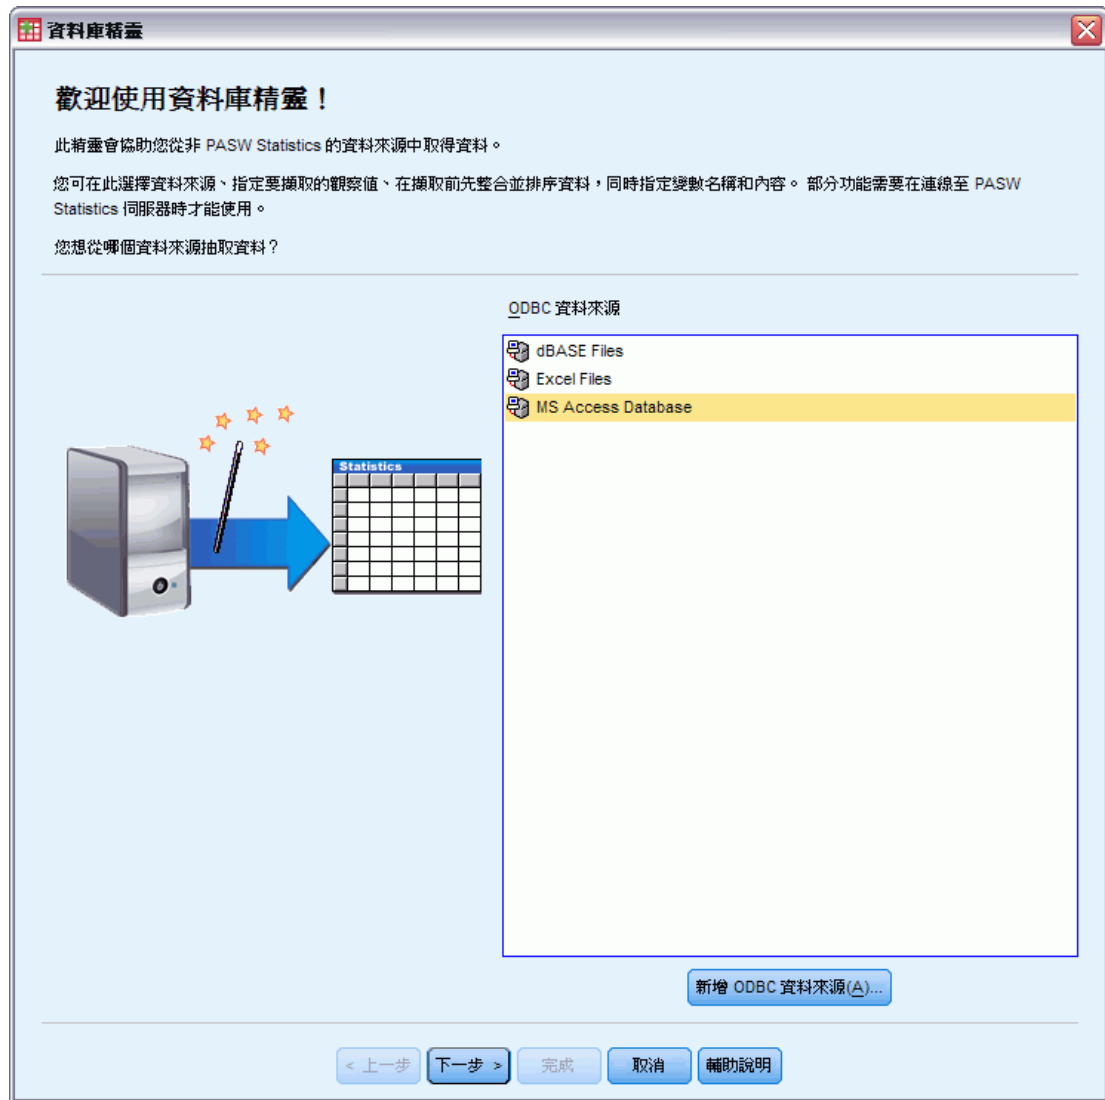 資料庫精靈
歡迎使用資料庫精靈！
此精靈會協助您從非 PASW Statistics 的資料來源中取得資料。
您可在此選擇資料來源、指定要擷取的觀察值、在擷取前先整合並排序資料，同時指定變數名稱和內容。 部分功能需要在連線至 PASW
Statistics 伺服器時才能使用。
您想從哪個資料來源抽取資料？
ODBC 資料來源
dBASE Files
Excel Files
MS Access Database
Statistics
新增 ODBC 資料來源(A)...
< 上一步
下一步 >
完成
取消
輔助說明